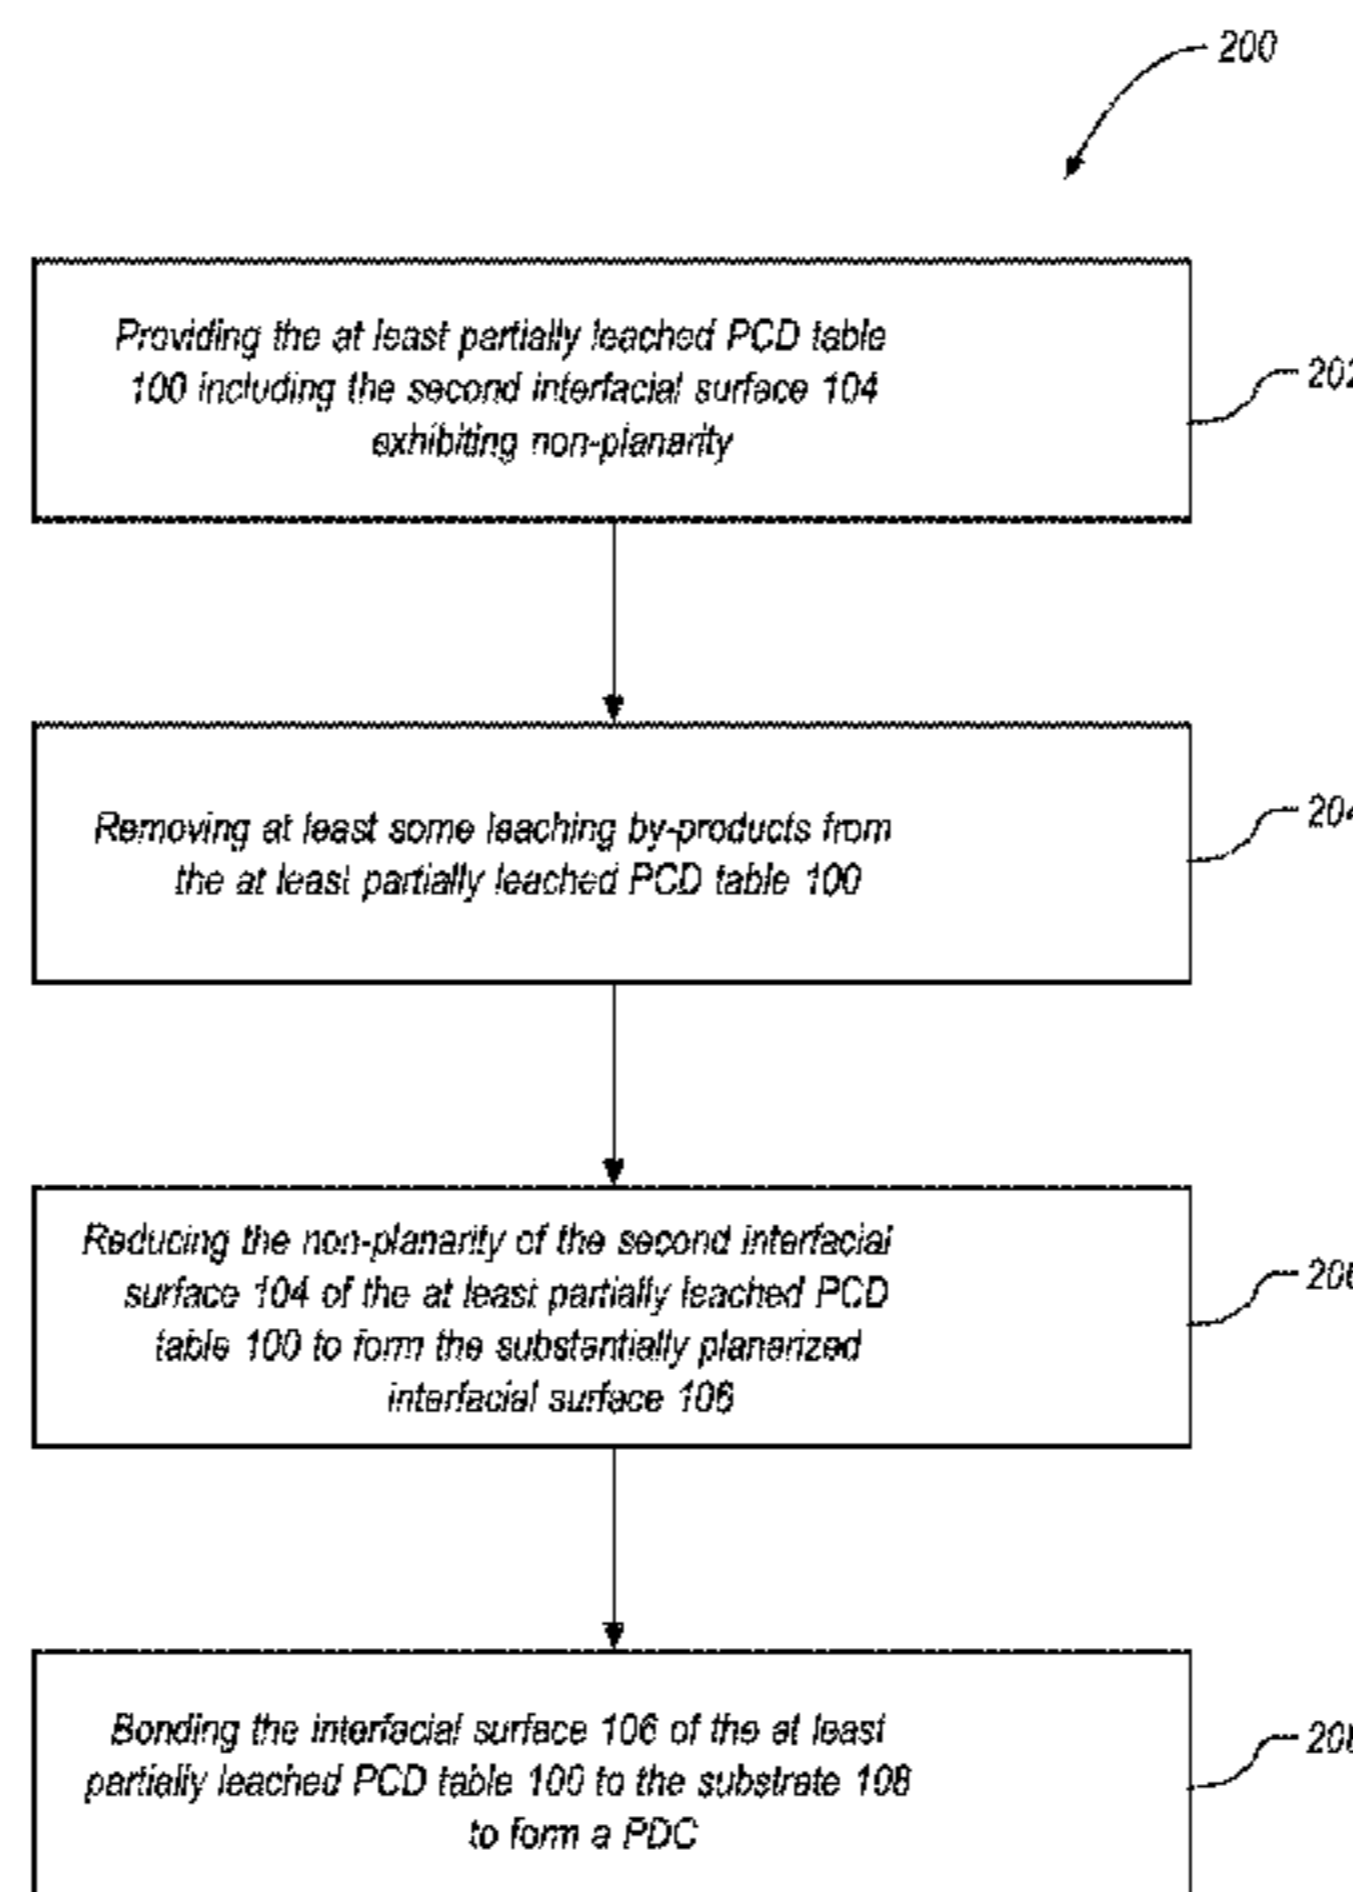 200
Providing the at least partially leached PCD table
100 including the second interfacial surface 104
exhibiting non-planarity
202
Removing at least some leaching by-products from
the at least partially leached PCD table 100
204
Reducing the non-planarity of the second interfacial
surface 104 of the at least partially leached PCD
table 100 to form the substantially planarized
interfacial surface 106
206
Bonding the interfacial surface 106 of the at least
partially leached PCD table 100 to the substrate 108
to form a PDC
208